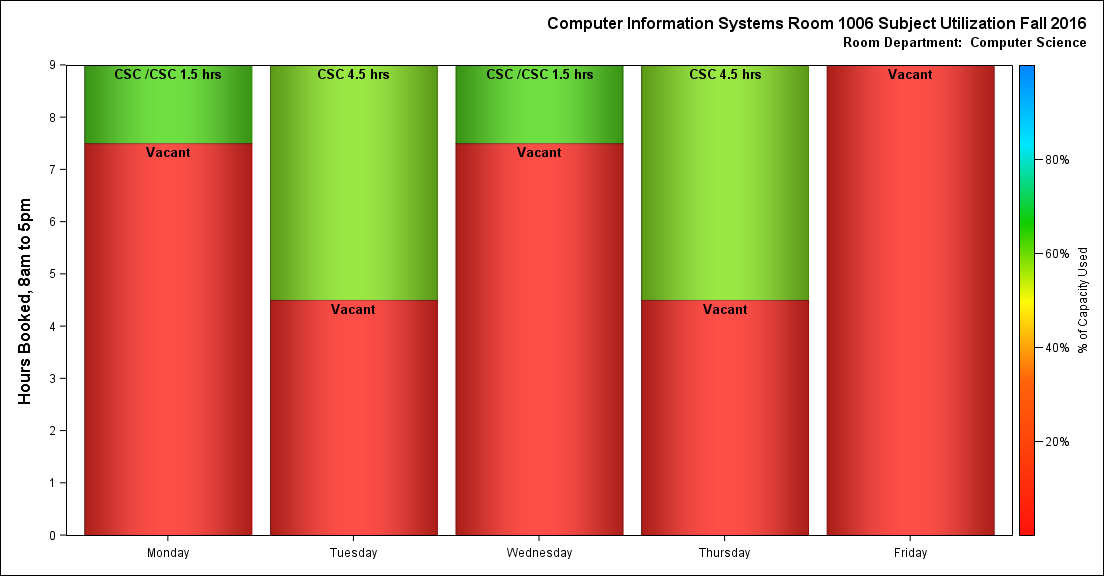 Computer Information Systems Room 1006 Subject Utilization Fall 2016
Room Department: Computer Science
Hours Booked, 8am to 5pm
9
8
7
6
5
4
3
2
1
0
CSC /CSC 1.5 hrs
Vacant
CSC 4.5 hrs
Vacant
CSC /CSC 1.5 hrs
Vacant
CSC 4.5 hrs
Vacant
Vacant
Monday
Tuesday
Wednesday
Thursday
Friday
80%
60%
40%
20%
% of Capacity Used